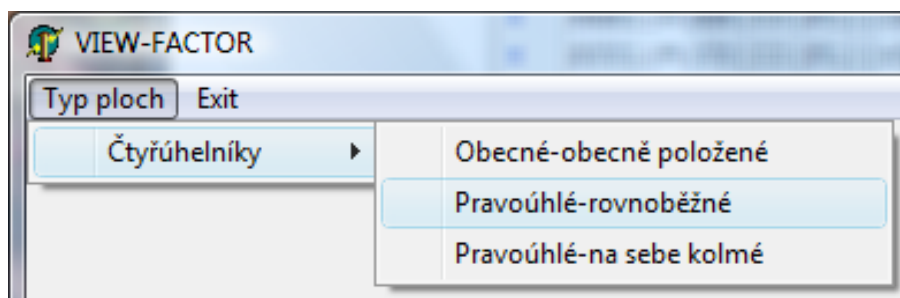 VIEW-FACTOR
Typ ploch Exit
Čtyřúhelníky
Obecné-obecně položené
Pravoúhlé-rovnoběžné
Pravoúhlé-na sebe kolmé